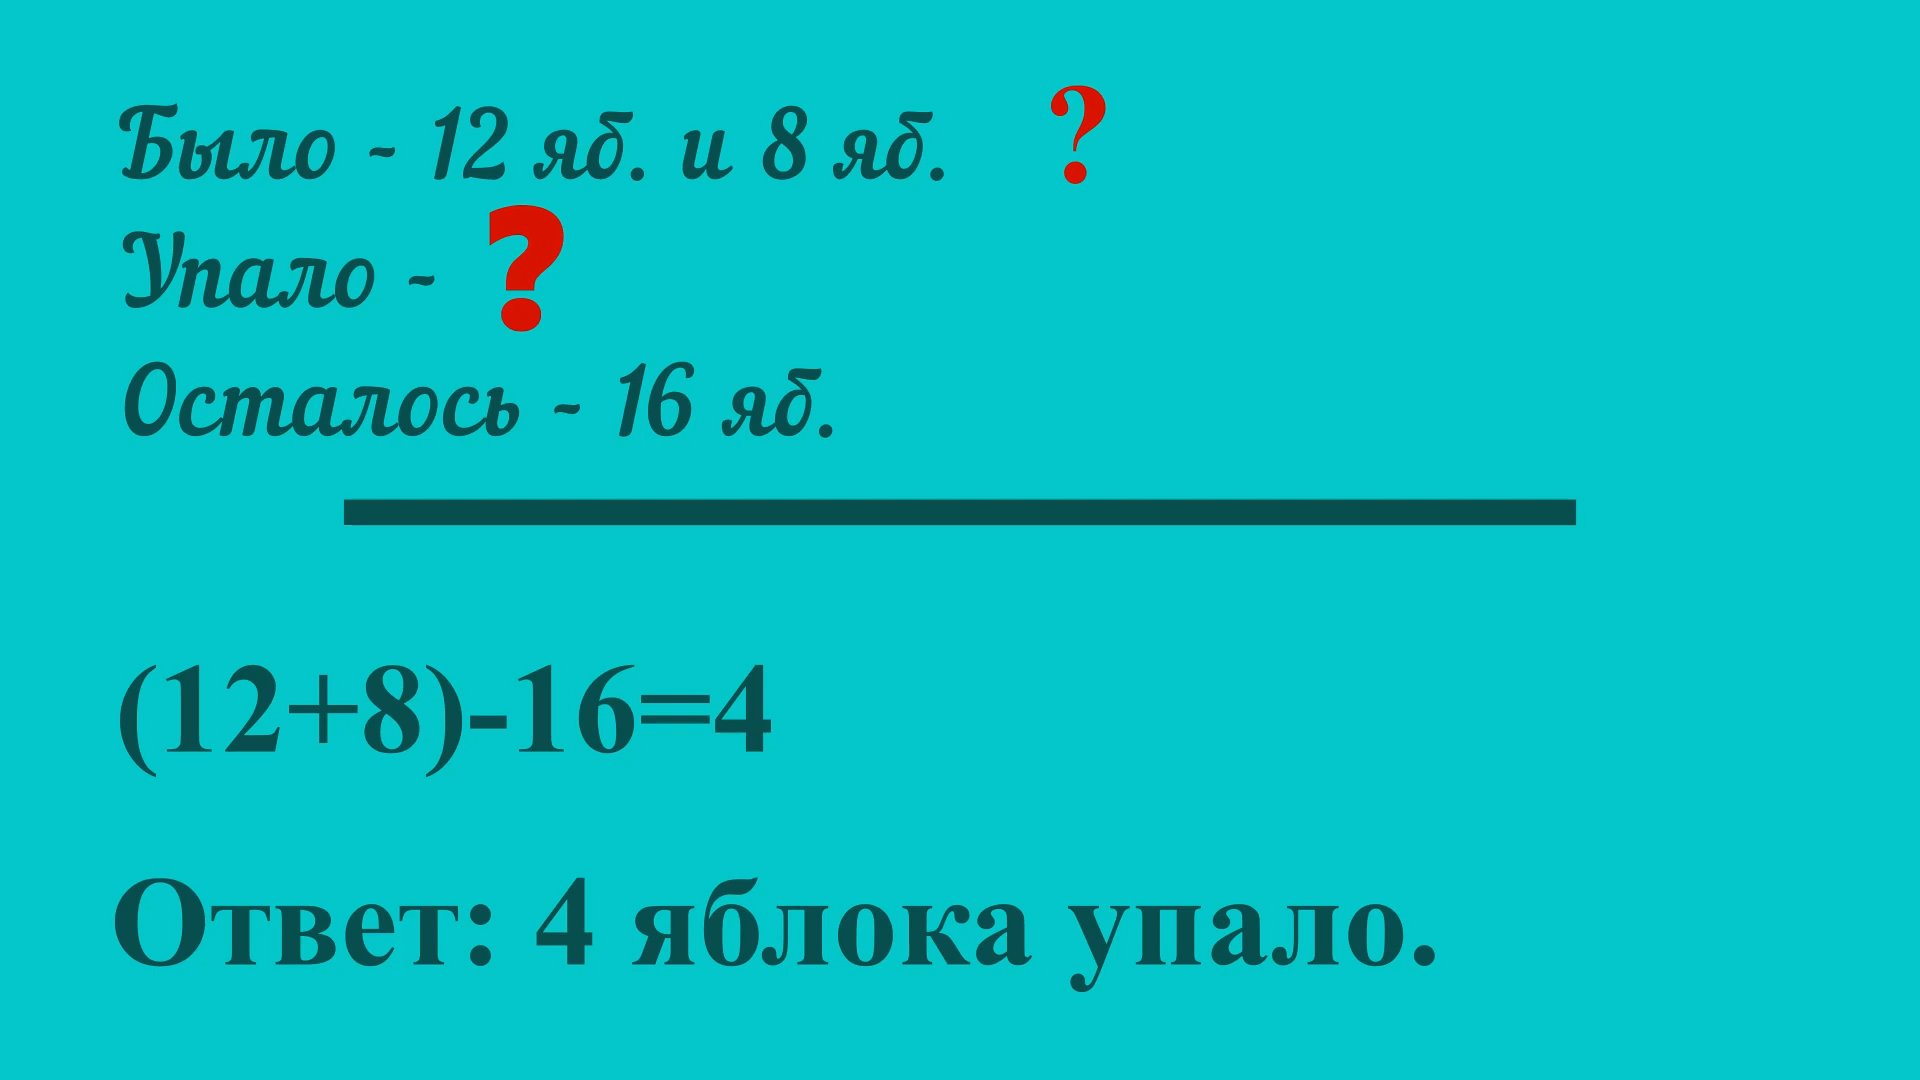 Было - 12 яб. и 8 яб. ?
Упало - ?
Осталось - 16 яб.
(12+8)-16=4
Ответ: 4 яблока упало.